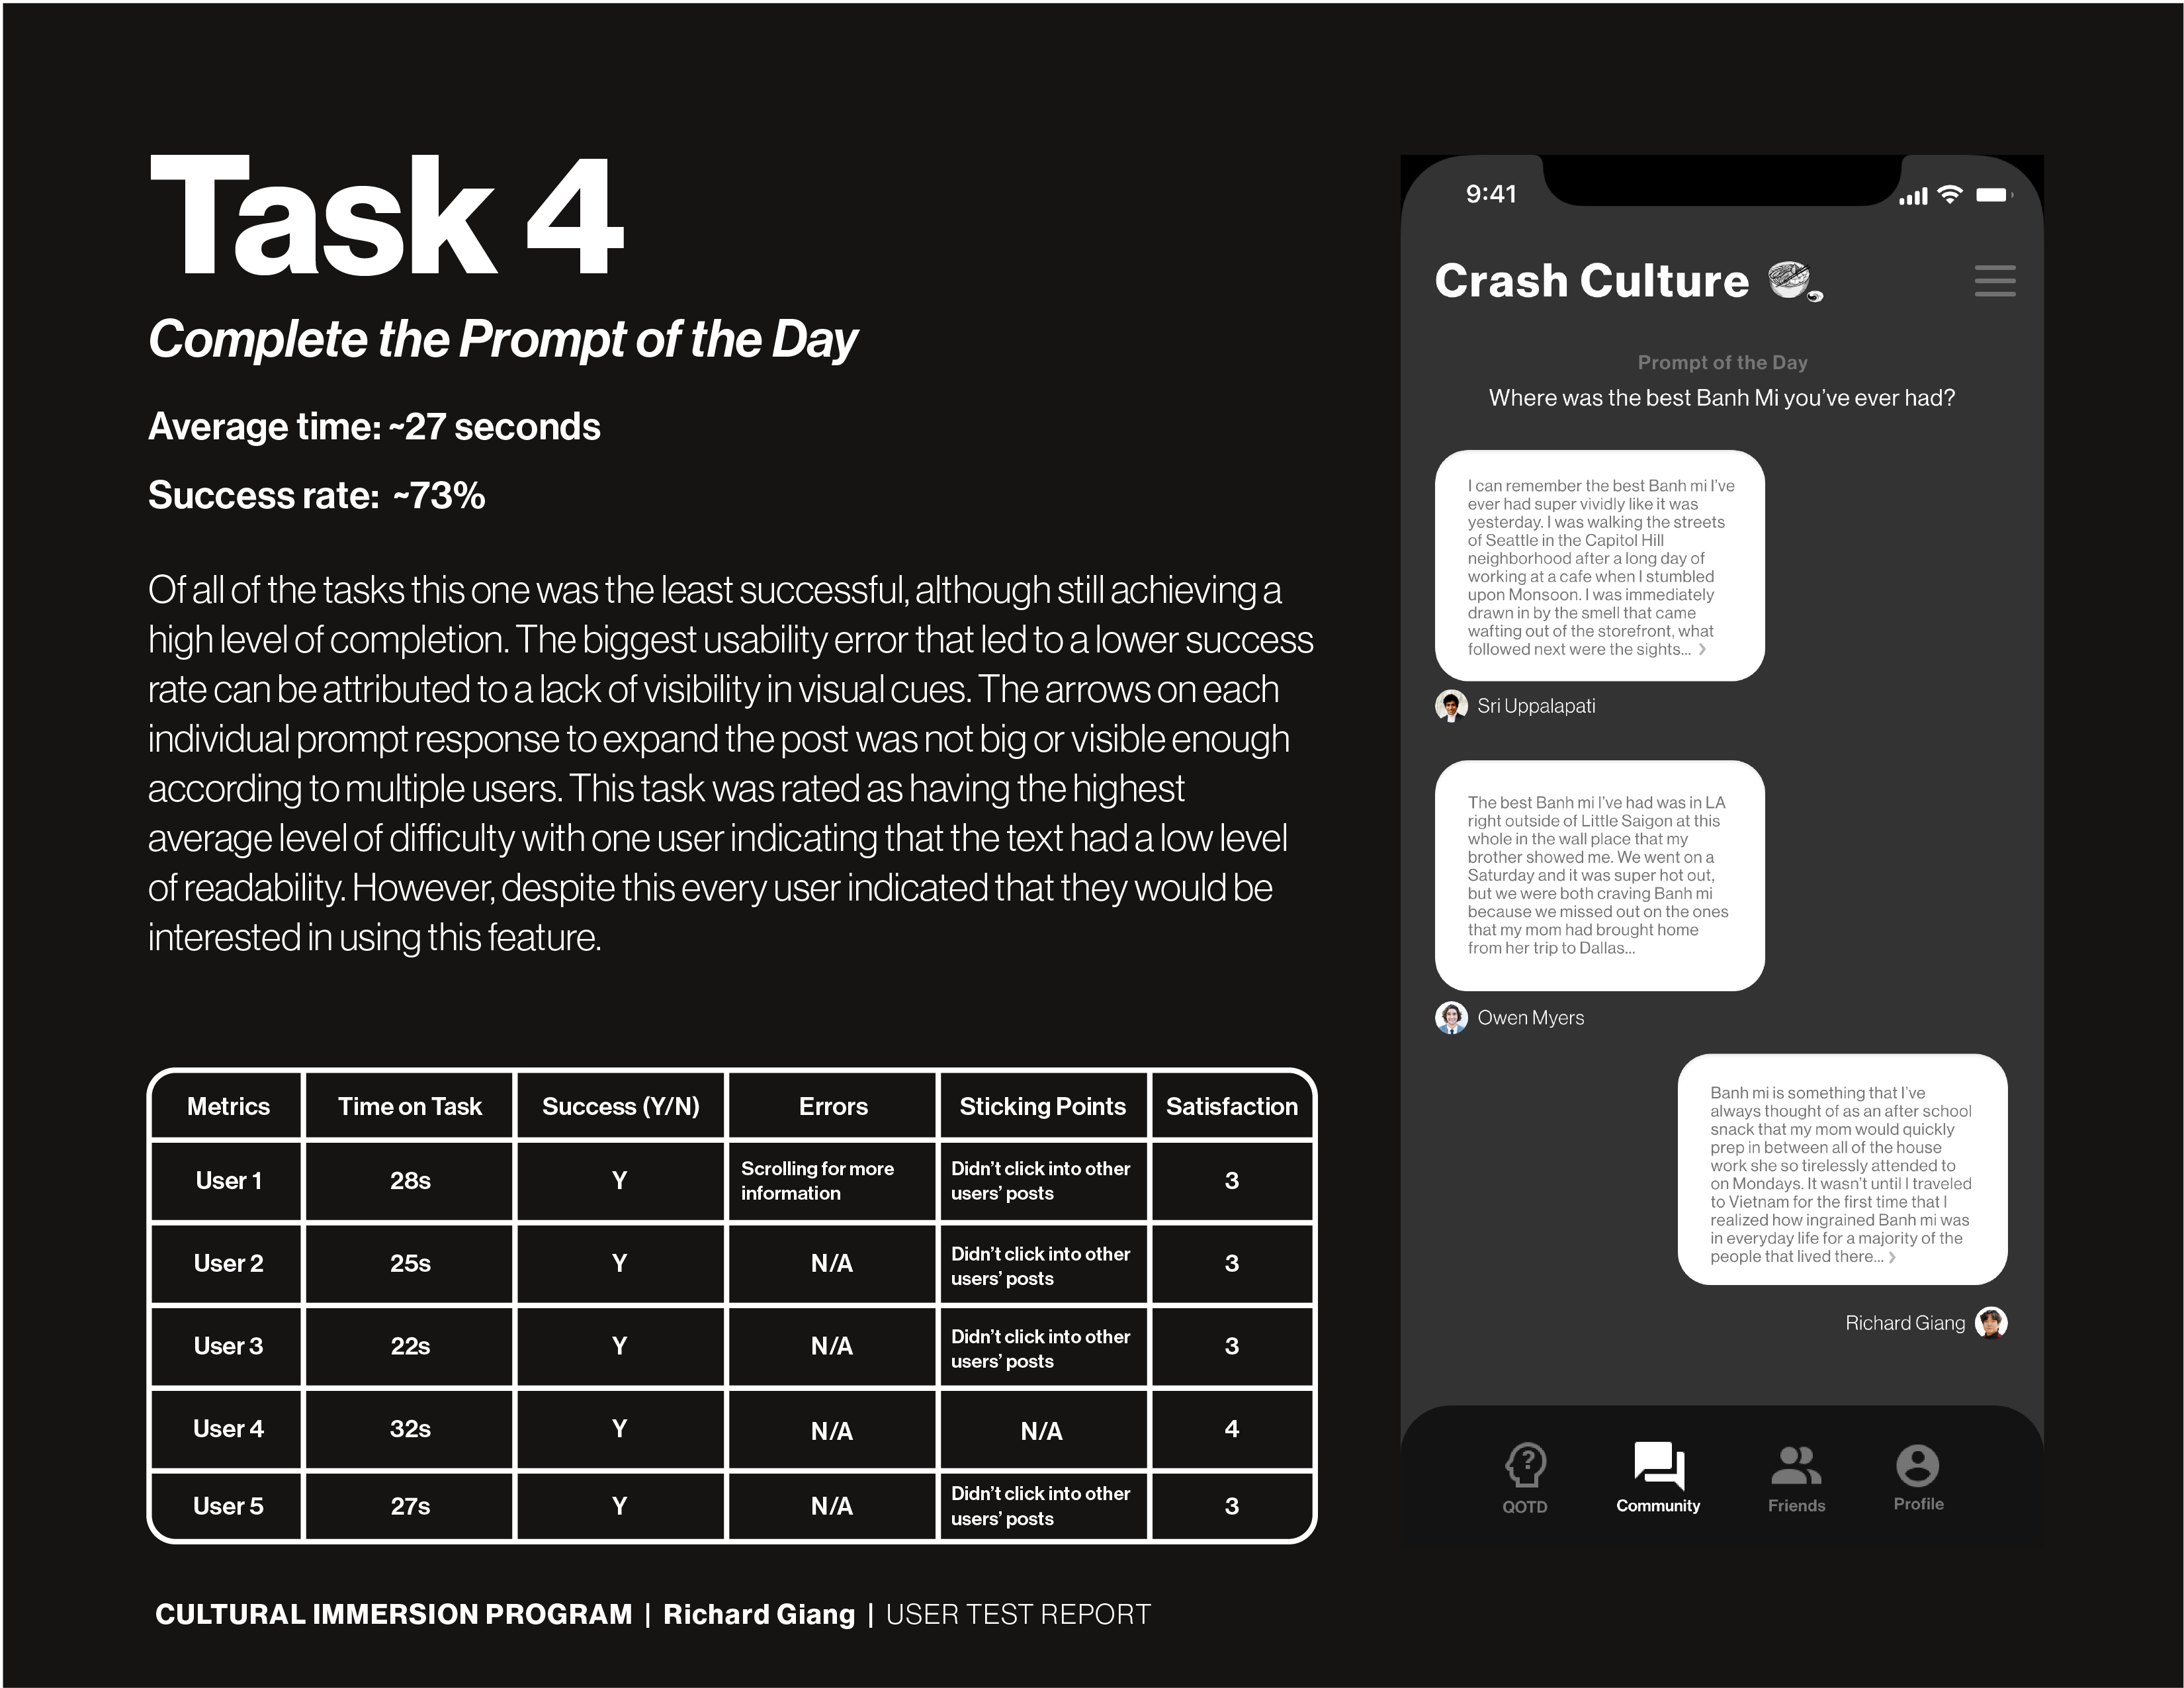 Task 4
Complete the Prompt of the Day
Average time: ~27 seconds
Success rate: ~73%
Of all of the tasks this one was the least successful, although still achieving a
high level of completion. The biggest usability error that led to a lower success
rate can be attributed to a lack of visibility in visual cues. The arrows on each
individual prompt response to expand the post was not big or visible enough
according to multiple users. This task was rated as having the highest
average level of difficulty with one user indicating that the text had a low level
of readability. However, despite this every user indicated that they would be
interested in using this feature.
Metrics Time on Task Success (Y/N) Errors Sticking Points Satisfaction
User 1 28s Y Scrolling for more information Didn't click into other users' posts 3
User 2 25s Y N/A Didn't click into other users' posts 3
User 3 22s Y N/A Didn't click into other users' posts 3
User 4 32s Y N/A N/A 4
User 5 27s Y N/A Didn't click into other users' posts 3
CULTURAL IMMERSION PROGRAM | Richard Giang | USER TEST REPORT
9:41
Crash Culture
Prompt of the Day
Where was the best Banh Mi you've ever had?
I can remember the best Banh mi I've
ever had super vividly like it was
yesterday. I was walking the streets
of Seattle in the Capitol Hill
neighborhood after a long day of
working at a cafe when I stumbled
upon Monsoon. I was immediately
drawn in by the smell that came
wafting out of the storefront, what
followed next were the sights... >
Sri Uppalapati
The best Banh mi I've had was in LA
right outside of Little Saigon at this
whole in the wall place that my
brother showed me. We went on a
Saturday and it was super hot out,
but we were both craving Banh mi
because we missed out on the ones
that my mom had brought home
from her trip to Dallas...
Owen Myers
Banh mi is something that I've
always thought of as an after school
snack that my mom would quickly
prep in between all of the house
work she so tirelessly attended to
on Mondays. It wasn't until I traveled
to Vietnam for the first time that I
realized how ingrained Banh mi was
in everyday life for a majority of the
people that lived there... >
Richard Giang
QOTD Community Friends Profile